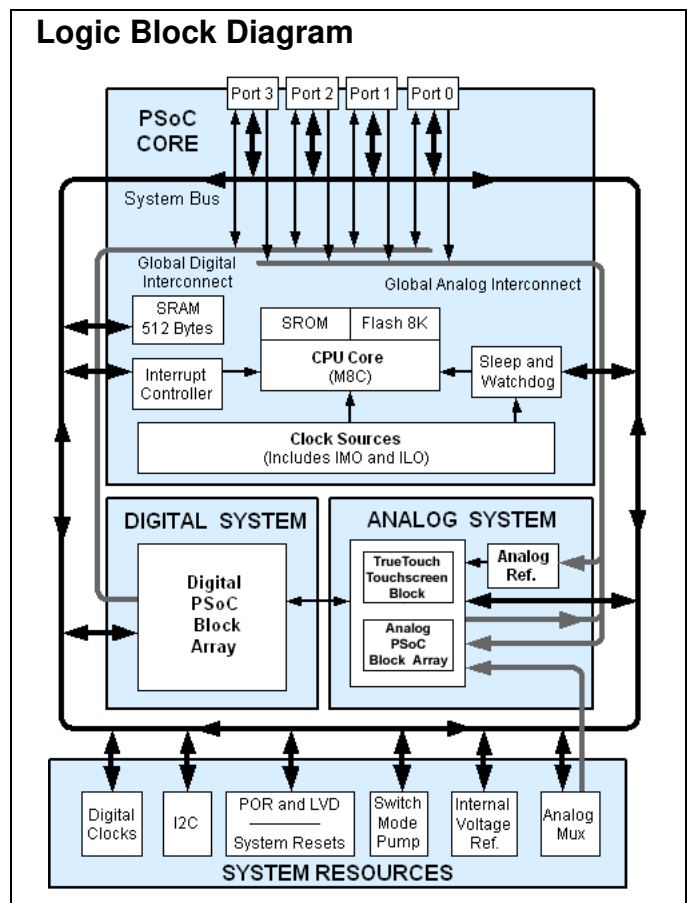 Logic Block Diagram
Port 3
Port 2
Port 1
Port 0
PSoC
CORE
System Bus
Global Digital
Interconnect
Global Analog Interconnect
SRAM
512 Bytes
SROM
Flash 8K
CPU Core
(M8C)
Interrupt
Controller
Sleep and
Watchdog
Clock Sources
(Includes IMO and ILO)
DIGITAL SYSTEM
Digital
PSoC
Block
Array
ANALOG SYSTEM
TrueTouch
Touchscreen
Block
Analog
Ref.
Analog
PSoC
Block Array
Digital
Clocks
I2C
POR and LVD
System Resets
Switch
Mode
Pump
Internal
Voltage
Ref.
Analog
Mux
SYSTEM RESOURCES